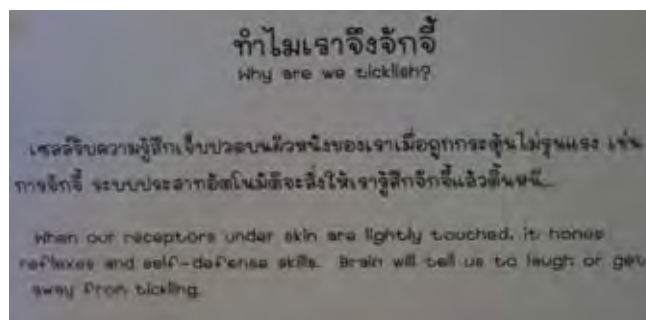 ทำไมเราจึงจักจี้
Why are we ticklish?
เซลล์รับความรู้สึกเจ็บปวดบนผิวหนังของเราเมื่อถูกกระตุ้นไม่รุนแรง เช่น
การจักจี้ ระบบประสาทอัตโนมัติจะสั่งให้เรารู้สึกจักจี้แล้วดิ้นหนี...
When our receptors under skin are lightly touched, it hones
reflexes and self-defense skills. Brain will tell us to laugh or get
away from tickling.